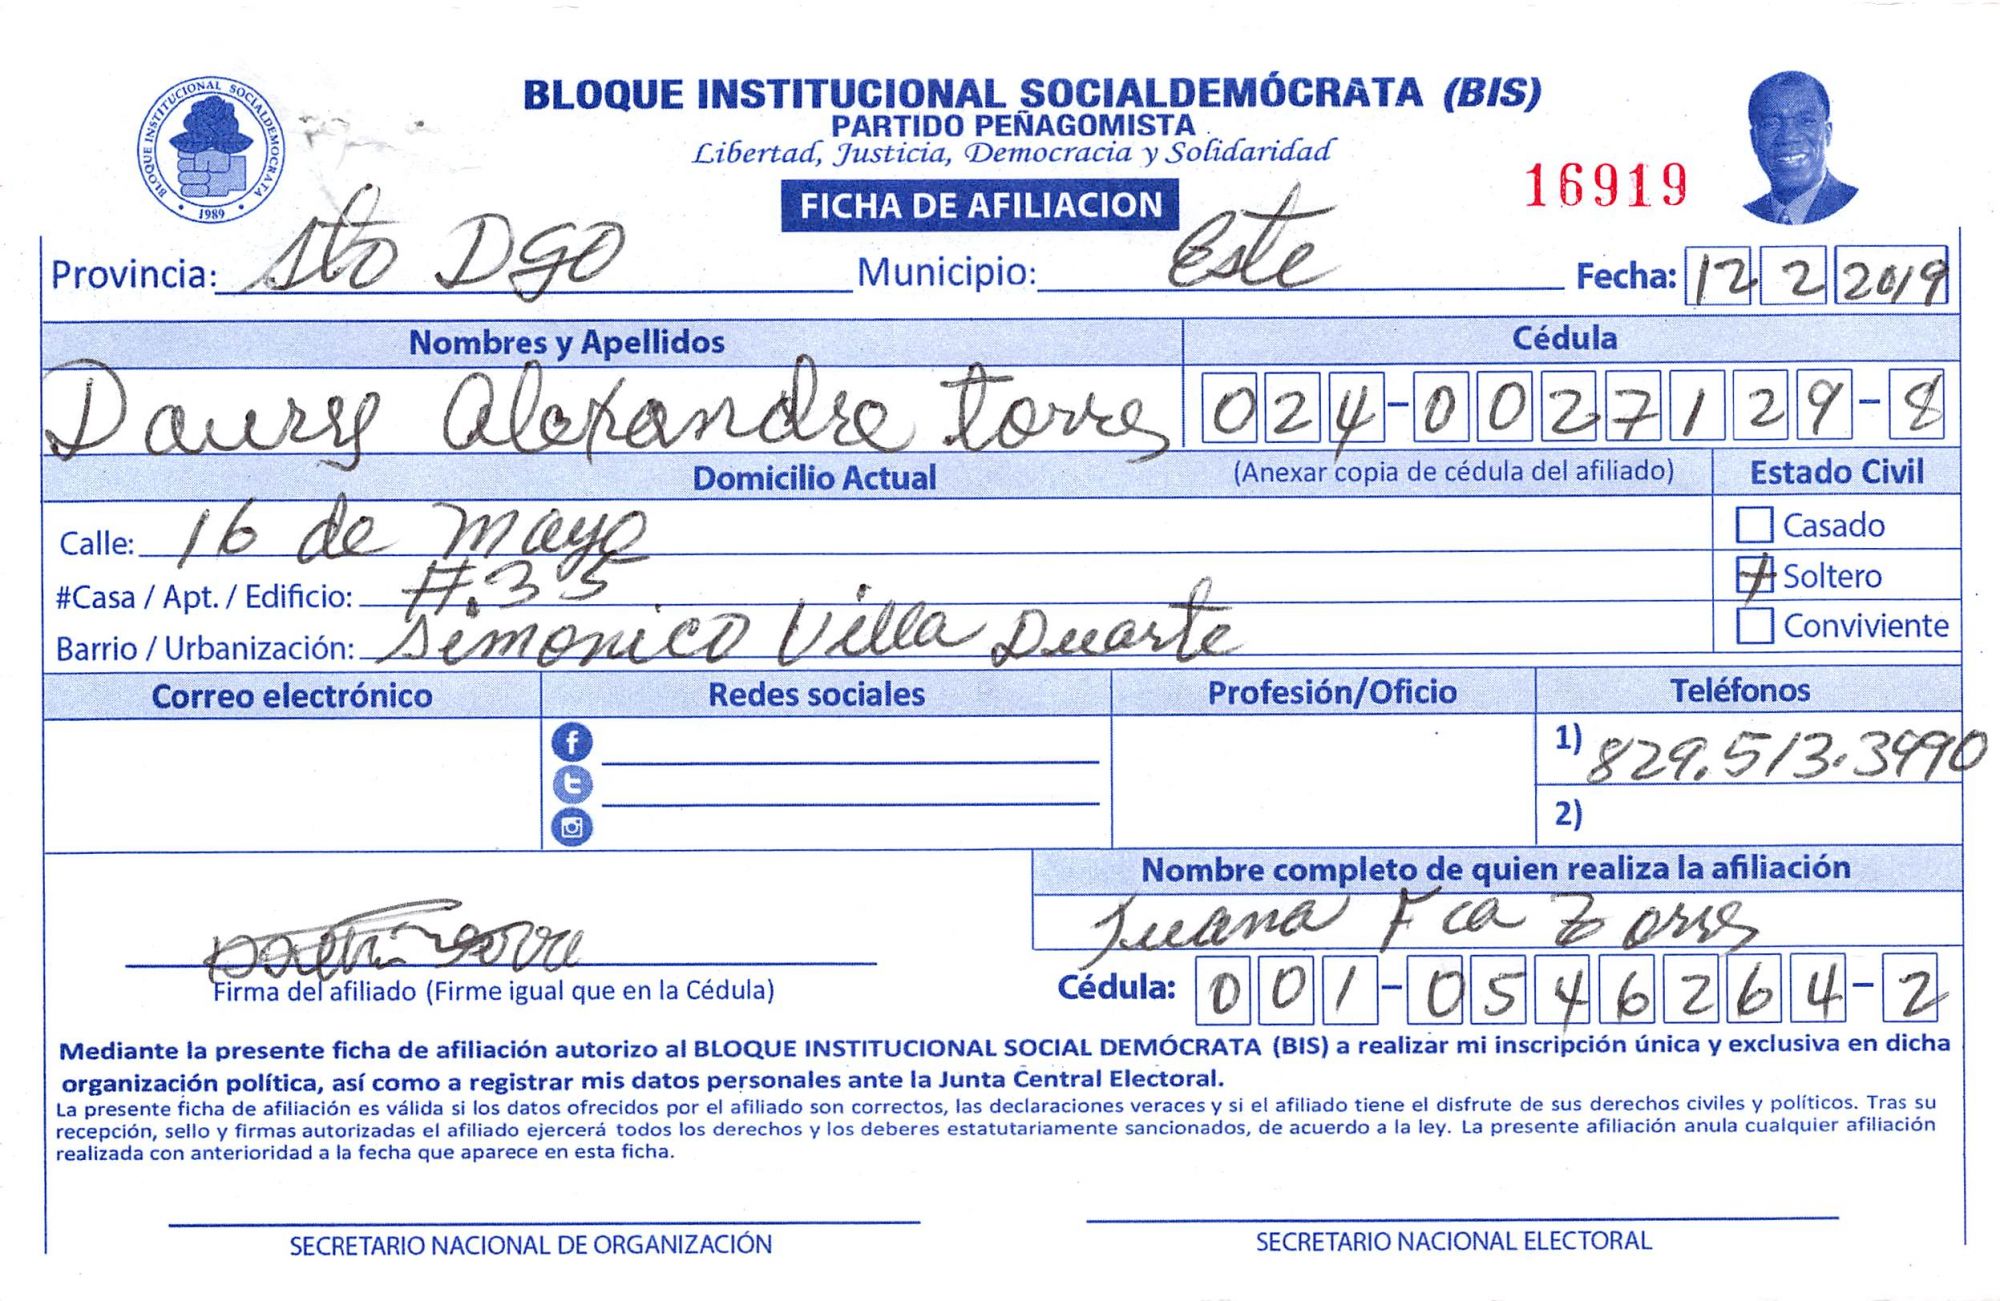 BLOQUE INSTITUCIONAL SOCIALDEMOCRATA
1989
BLOQUE INSTITUCIONAL SOCIALDEMÓCRATA (BIS)
PARTIDO PEÑAGOMISTA
Libertad, Justicia, Democracia y Solidaridad
FICHA DE AFILIACION
16919
Provincia: Sto Dgo Municipio: Este Fecha: 12 2 2019
Nombres y Apellidos Cédula
Alexandre Torres 024-0027129-8
Domicilio Actual (Anexar copia de cédula del afiliado) Estado Civil
Calle: 16 de Mayo Casado
#Casa / Apt. / Edificio: #.35 Soltero
Barrio / Urbanización: Simonico Villa Duarte Conviviente
Correo electrónico Redes sociales Profesión/Oficio Teléfonos
1) 829.513.3990
2)
Nombre completo de quien realiza la afiliación
Juana Fca Torres
Firma del afiliado (Firme igual que en la Cédula) Cédula: 001-0546264-2
Mediante la presente ficha de afiliación autorizo al BLOQUE INSTITUCIONAL SOCIAL DEMÓCRATA (BIS) a realizar mi inscripción única y exclusiva en dicha
organización política, así como a registrar mis datos personales ante la Junta Central Electoral.
La presente ficha de afiliación es válida si los datos ofrecidos por el afiliado son correctos, las declaraciones veraces y si el afiliado tiene el disfrute de sus derechos civiles y políticos. Tras su
recepción, sello y firmas autorizadas el afiliado ejercerá todos los derechos y los deberes estatutariamente sancionados, de acuerdo a la ley. La presente afiliación anula cualquier afiliación
realizada con anterioridad a la fecha que aparece en esta ficha.
SECRETARIO NACIONAL DE ORGANIZACIÓN SECRETARIO NACIONAL ELECTORAL